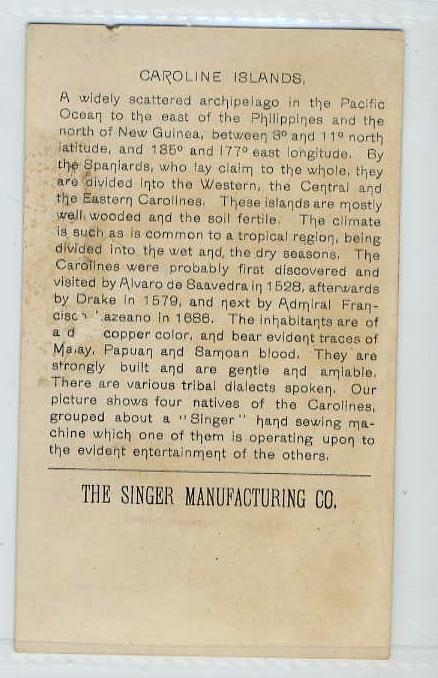 CAROLINE ISLANDS.
A widely scattered archipelago in the Pacific
Ocean to the east of the Philippines and the
north of New Guinea, between 3° and 11° north
latitude, and 135° and 177° east longitude. By
the Spaniards, who lay claim to the whole, they
are divided into the Western, the Central and
the Eastern Carolines. These islands are mostly
well wooded and the soil fertile. The climate
is such as is common to a tropical region, being
divided into the wet and, the dry seasons. The
Carolines were probably first discovered and
visited by Alvaro de Saavedra in 1528, afterwards
by Drake in 1579, and next by Admiral Fran-
cisc Lazeano in 1686. The inhabitants are of
a d copper color, and bear evident traces of
Malay, Papuan and Samoan blood. They are
strongly built and are gentle and amiable.
There are various tribal dialects spoken. Our
picture shows four natives of the Carolines,
grouped about a "Singer" hand sewing ma-
chine which one of them is operating upon to
the evident entertainment of the others.
THE SINGER MANUFACTURING CO.